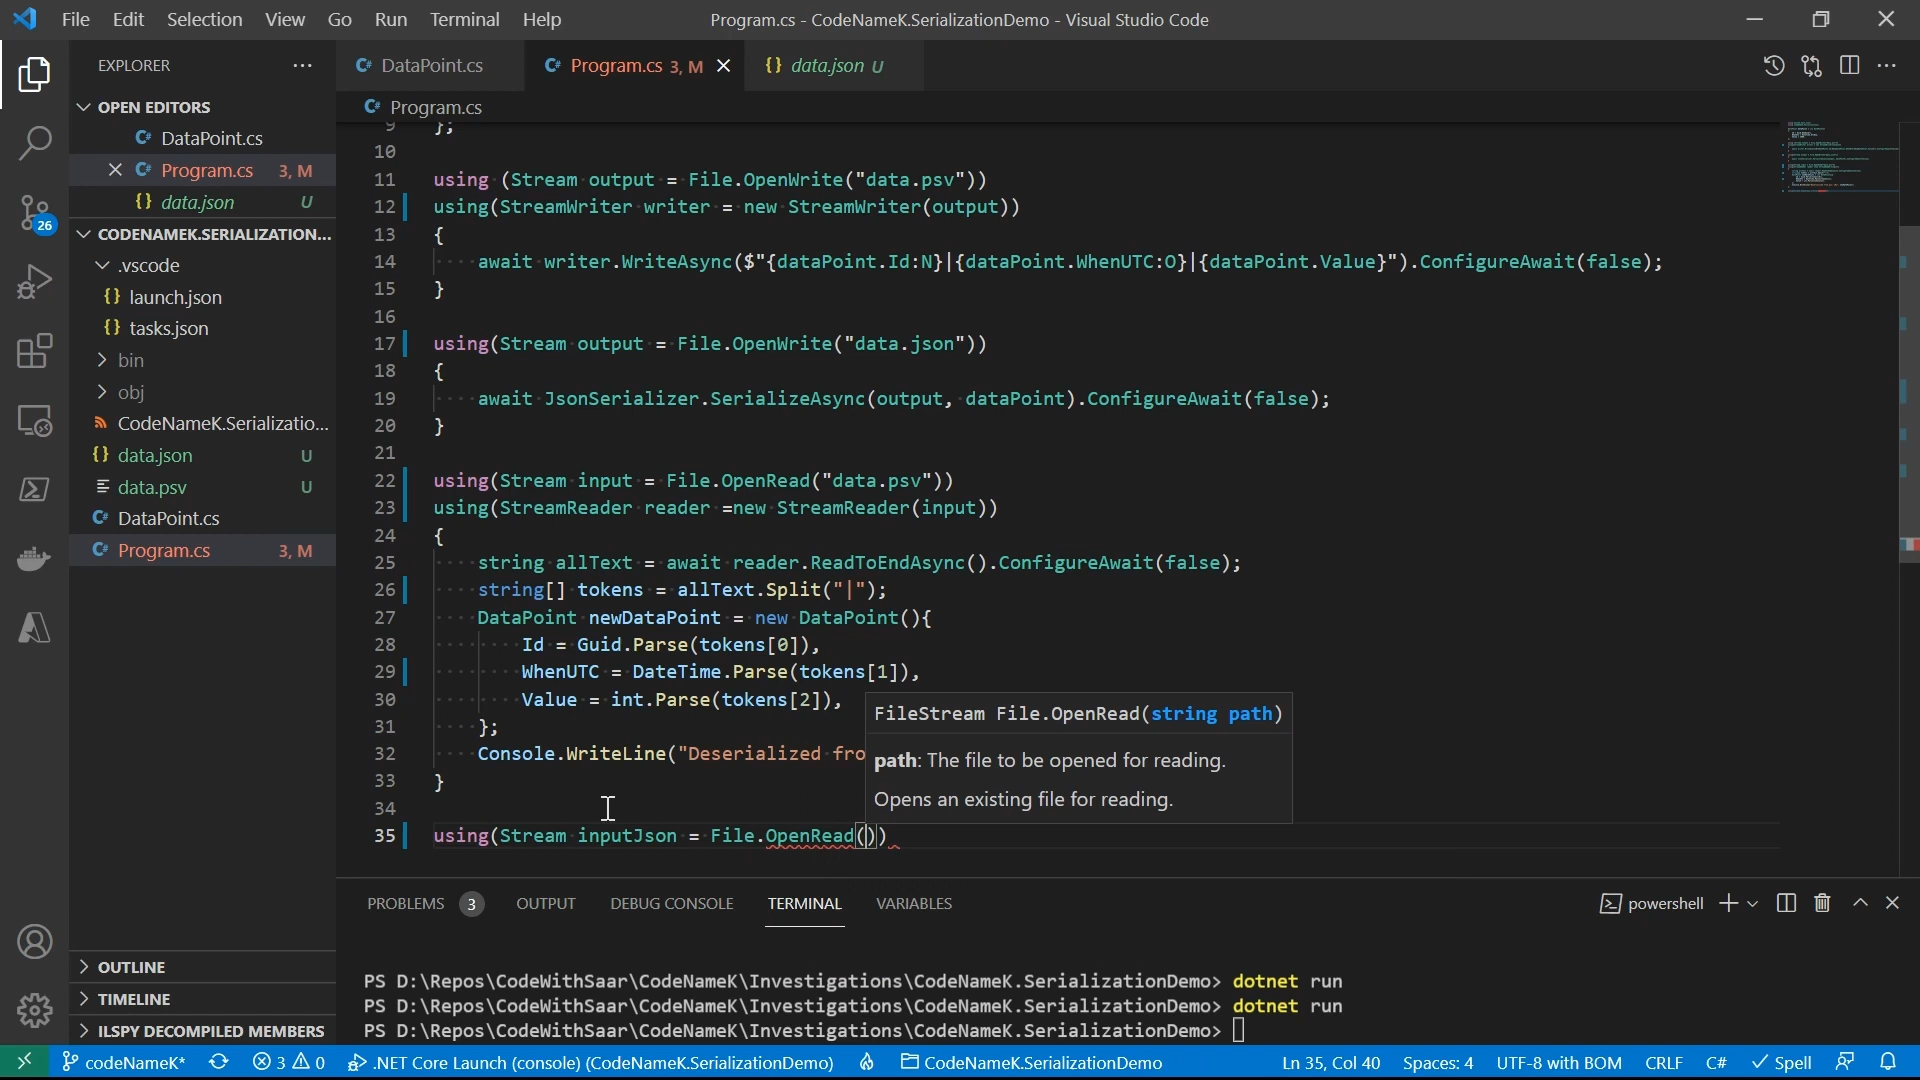 File Edit Selection View Go Run Terminal Help
Program.cs - CodeNameK.SerializationDemo - Visual Studio Code
EXPLORER
DataPoint.cs
Program.cs 3, M
data.json U
OPEN EDITORS
DataPoint.cs
Program.cs 3, M
data.json U
CODENAMEK.SERIALIZATION...
.vscode
launch.json
tasks.json
bin
obj
CodeNameK.Serializatio...
data.json U
data.psv U
DataPoint.cs
Program.cs 3, M
OUTLINE
TIMELINE
ILSPY DECOMPILED MEMBERS
26
Program.cs
9 };
10
11 using (Stream output = File.OpenWrite("data.psv"))
12 using(StreamWriter writer = new StreamWriter(output))
13 {
14 await writer.WriteAsync($"{dataPoint.Id:N}|{dataPoint.WhenUTC:O}|{dataPoint.Value}").ConfigureAwait(false);
15 }
16
17 using(Stream output = File.OpenWrite("data.json"))
18 {
19 await JsonSerializer.SerializeAsync(output, dataPoint).ConfigureAwait(false);
20 }
21
22 using(Stream input = File.OpenRead("data.psv"))
23 using(StreamReader reader =new StreamReader(input))
24 {
25 string allText = await reader.ReadToEndAsync().ConfigureAwait(false);
26 string[] tokens = allText.Split("|");
27 DataPoint newDataPoint = new DataPoint(){
28 Id = Guid.Parse(tokens[0]),
29 WhenUTC = DateTime.Parse(tokens[1]),
30 Value = int.Parse(tokens[2]),
31 };
32 Console.WriteLine("Deserialized fro
33 }
34
35 using(Stream inputJson = File.OpenRead())
FileStream File.OpenRead(string path)
path: The file to be opened for reading.
Opens an existing file for reading.
PROBLEMS 3 OUTPUT DEBUG CONSOLE TERMINAL VARIABLES
powershell
PS D:\Repos\CodeWithSaar\CodeNameK\Investigations\CodeNameK.SerializationDemo> dotnet run
PS D:\Repos\CodeWithSaar\CodeNameK\Investigations\CodeNameK.SerializationDemo> dotnet run
PS D:\Repos\CodeWithSaar\CodeNameK\Investigations\CodeNameK.SerializationDemo>
codeNameK* 3 0 .NET Core Launch (console) (CodeNameK.SerializationDemo) CodeNameK.SerializationDemo Ln 35, Col 40 Spaces: 4 UTF-8 with BOM CRLF C# Spell